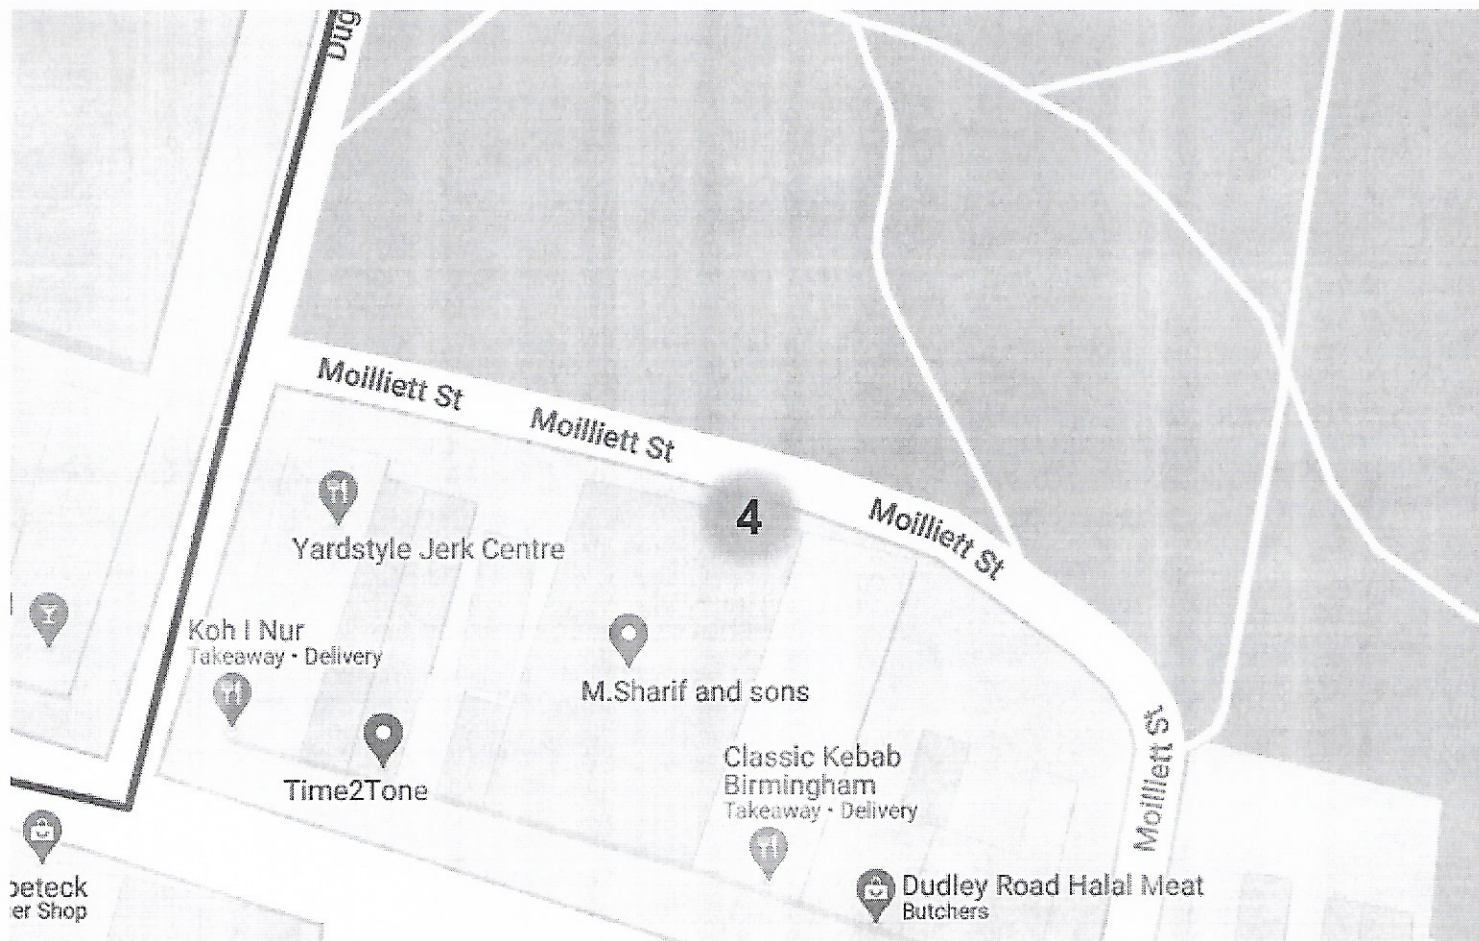 Dug
Moilliett St
Moilliett St
4
Moilliett St
Yardstyle Jerk Centre
Koh I Nur
Takeaway • Delivery
M.Sharif and sons
Moilliett St
Classic Kebab
Birmingham
Takeaway • Delivery
Time2Tone
peteck
er Shop
Dudley Road Halal Meat
Butchers